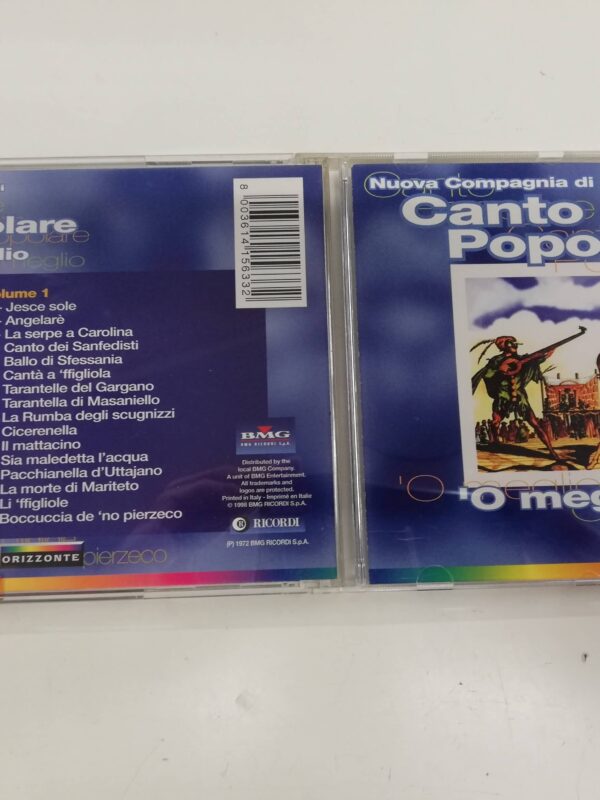 i
olare
lio
olume 1
- Jesce sole
- Angelarè
- La serpe a Carolina
Canto dei Sanfedisti
Ballo di Sfessania
Cantà a 'ffigliola
Tarantelle del Gargano
Tarantella di Masaniello
La Rumba degli scugnizzi
Cicerenella
Il mattacino
Sia maledetta l'acqua
Pacchianella d'Uttajano
La morte di Mariteto
Li 'ffigliole
Boccuccia de 'no pierzeco
ORIZZONTE
pierzeco
8 003614 156332
BMG
BMG RICORDI S.p.A.
Distributed by the
local BMG Company.
A unit of BMG Entertainment.
All trademarks and
logos are protected.
Printed in Italy - Imprimé en Italie
© 1998 BMG RICORDI S.p.A.
R RICORDI
(P) 1972 BMG RICORDI S.p.A.
Nuova Compagnia di
Canto
Popo
'O meg